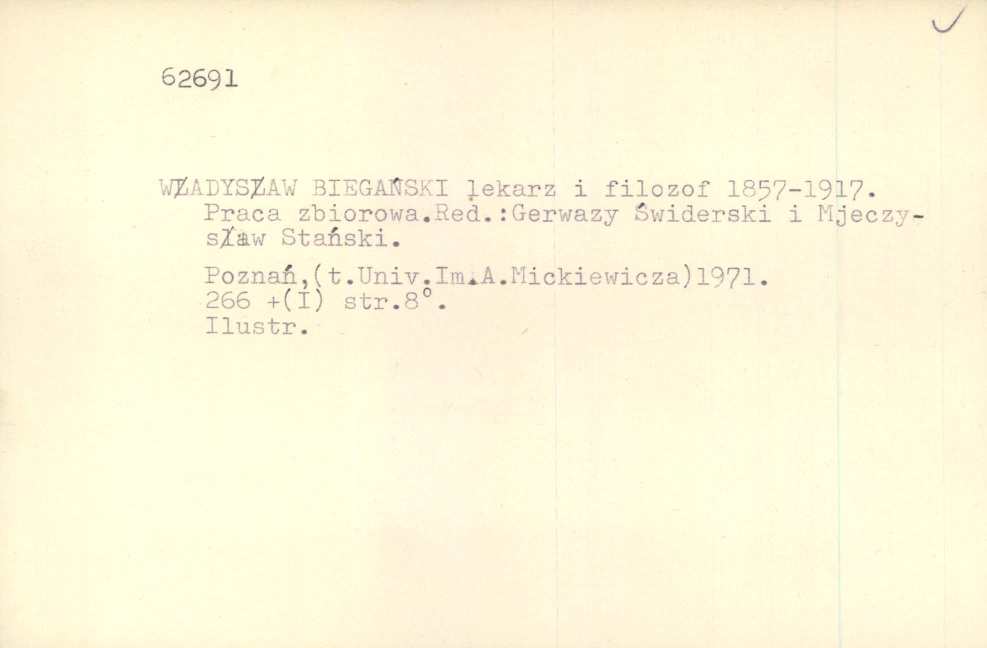 62691
WŁADYSŁAW BIEGAŃSKI lekarz i filozof 1857-1917.
Praca zbiorowa.Red.:Gerwazy Świderski i Mjeczy-
sław Stański.
Poznań,(t.Univ.Im.A.Mickiewicza)1971.
266 +(I) str.8°.
Ilustr.